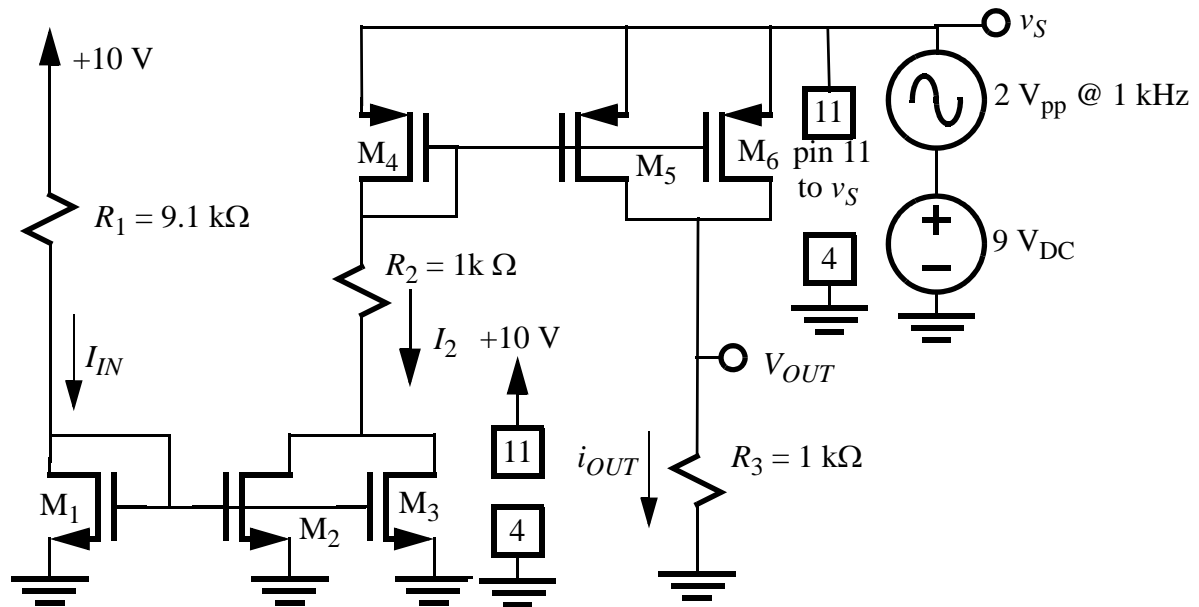 +10 V
v_S
2 V_pp @ 1 kHz
11
pin 11
to v_S
M_4
M_5
M_6
R_1 = 9.1 kΩ
4
9 V_DC
R_2 = 1k Ω
I_IN
I_2
+10 V
V_OUT
11
i_OUT
R_3 = 1 kΩ
M_1
M_2
M_3
4